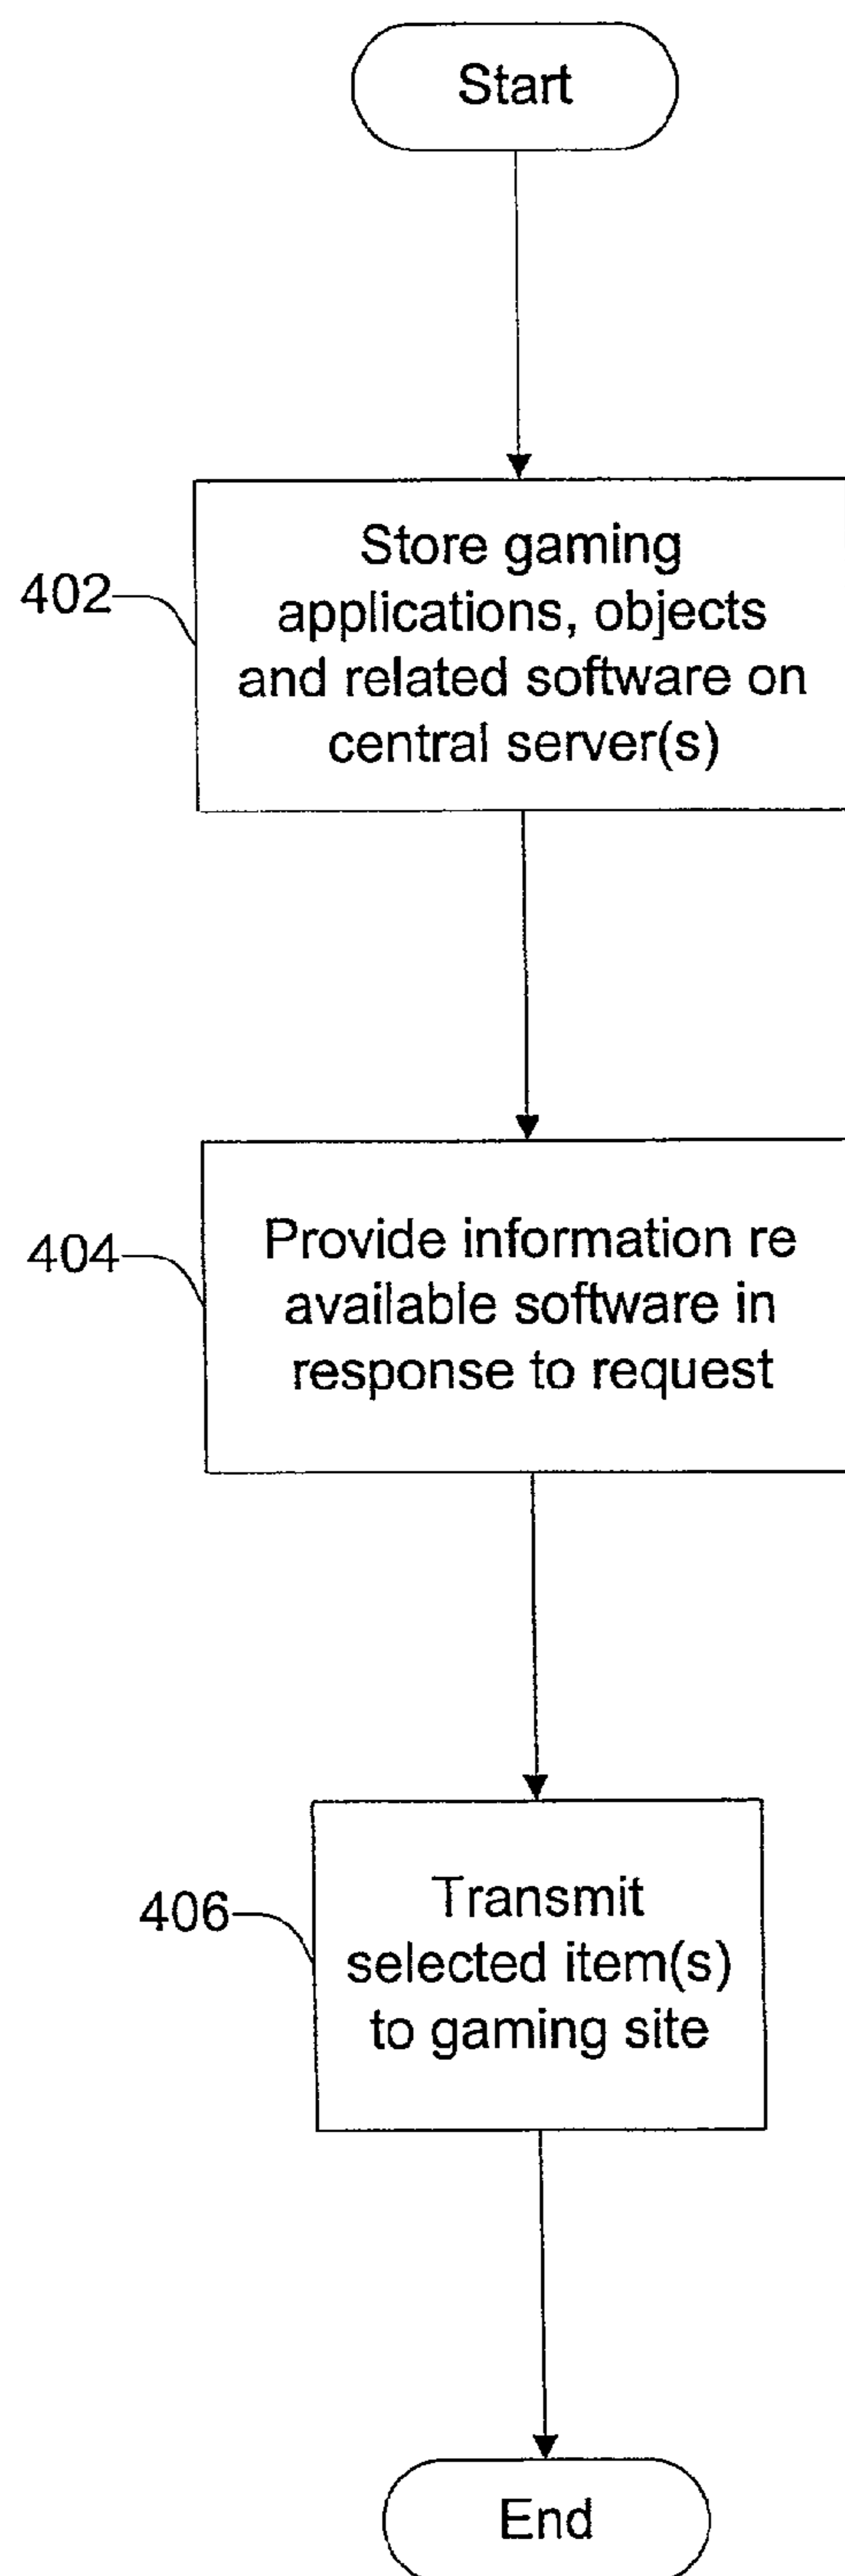 Start
402
Store gaming
applications, objects
and related software on
central server(s)
404
Provide information re
available software in
response to request
406
Transmit
selected item(s)
to gaming site
End